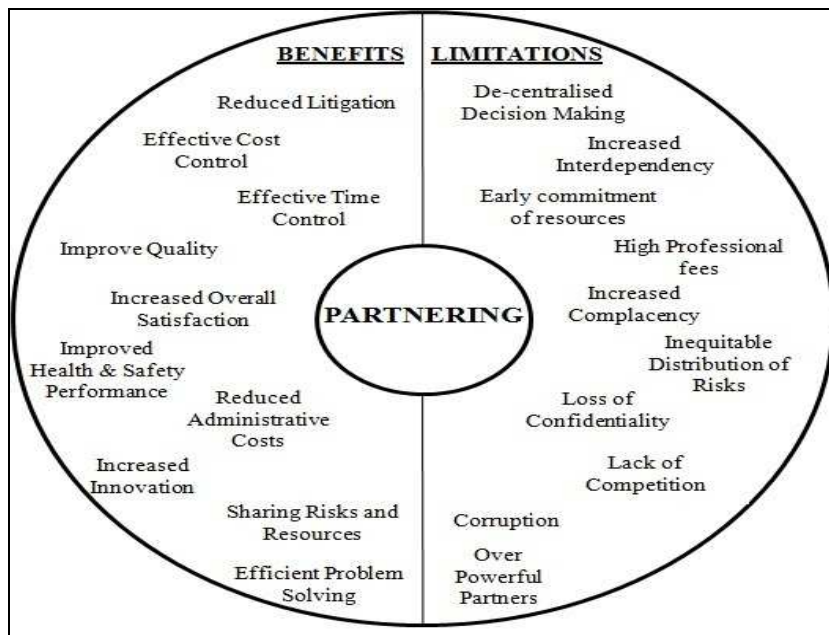 BENEFITS
Reduced Litigation
Effective Cost
Control
Effective Time
Control
Improve Quality
Increased Overall
Satisfaction
Improved
Health & Safety
Performance
Reduced
Administrative
Costs
Increased
Innovation
Sharing Risks and
Resources
Efficient Problem
Solving
PARTNERING
LIMITATIONS
De-centralised
Decision Making
Increased
Interdependency
Early commitment
of resources
High Professional
fees
Increased
Complacency
Inequitable
Distribution of
Risks
Loss of
Confidentiality
Lack of
Competition
Corruption
Over
Powerful
Partners